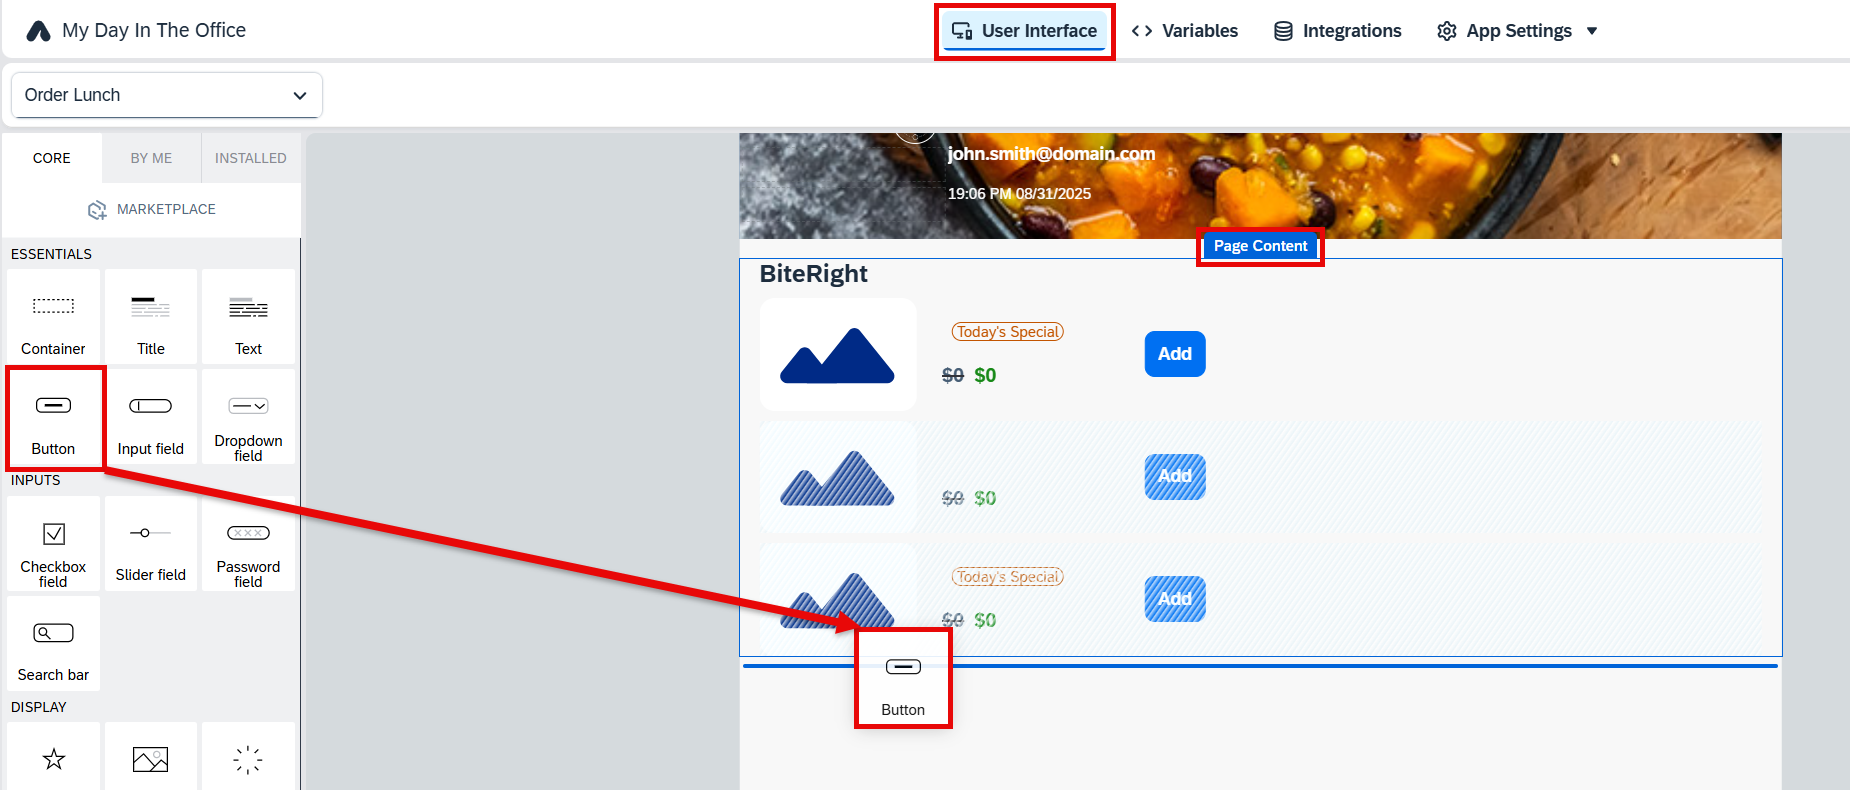 My Day In The Office
User Interface
Variables
Integrations
App Settings
Order Lunch
CORE
BY ME
INSTALLED
MARKETPLACE
ESSENTIALS
Container
Title
Text
Button
Input field
Dropdown
field
INPUTS
Checkbox
field
Slider field
Password
field
Search bar
DISPLAY
john.smith@domain.com
19:06 PM 08/31/2025
Page Content
BiteRight
Today's Special
$0 $0
Add
$0 $0
Add
Today's Special
$0 $0
Add
Button